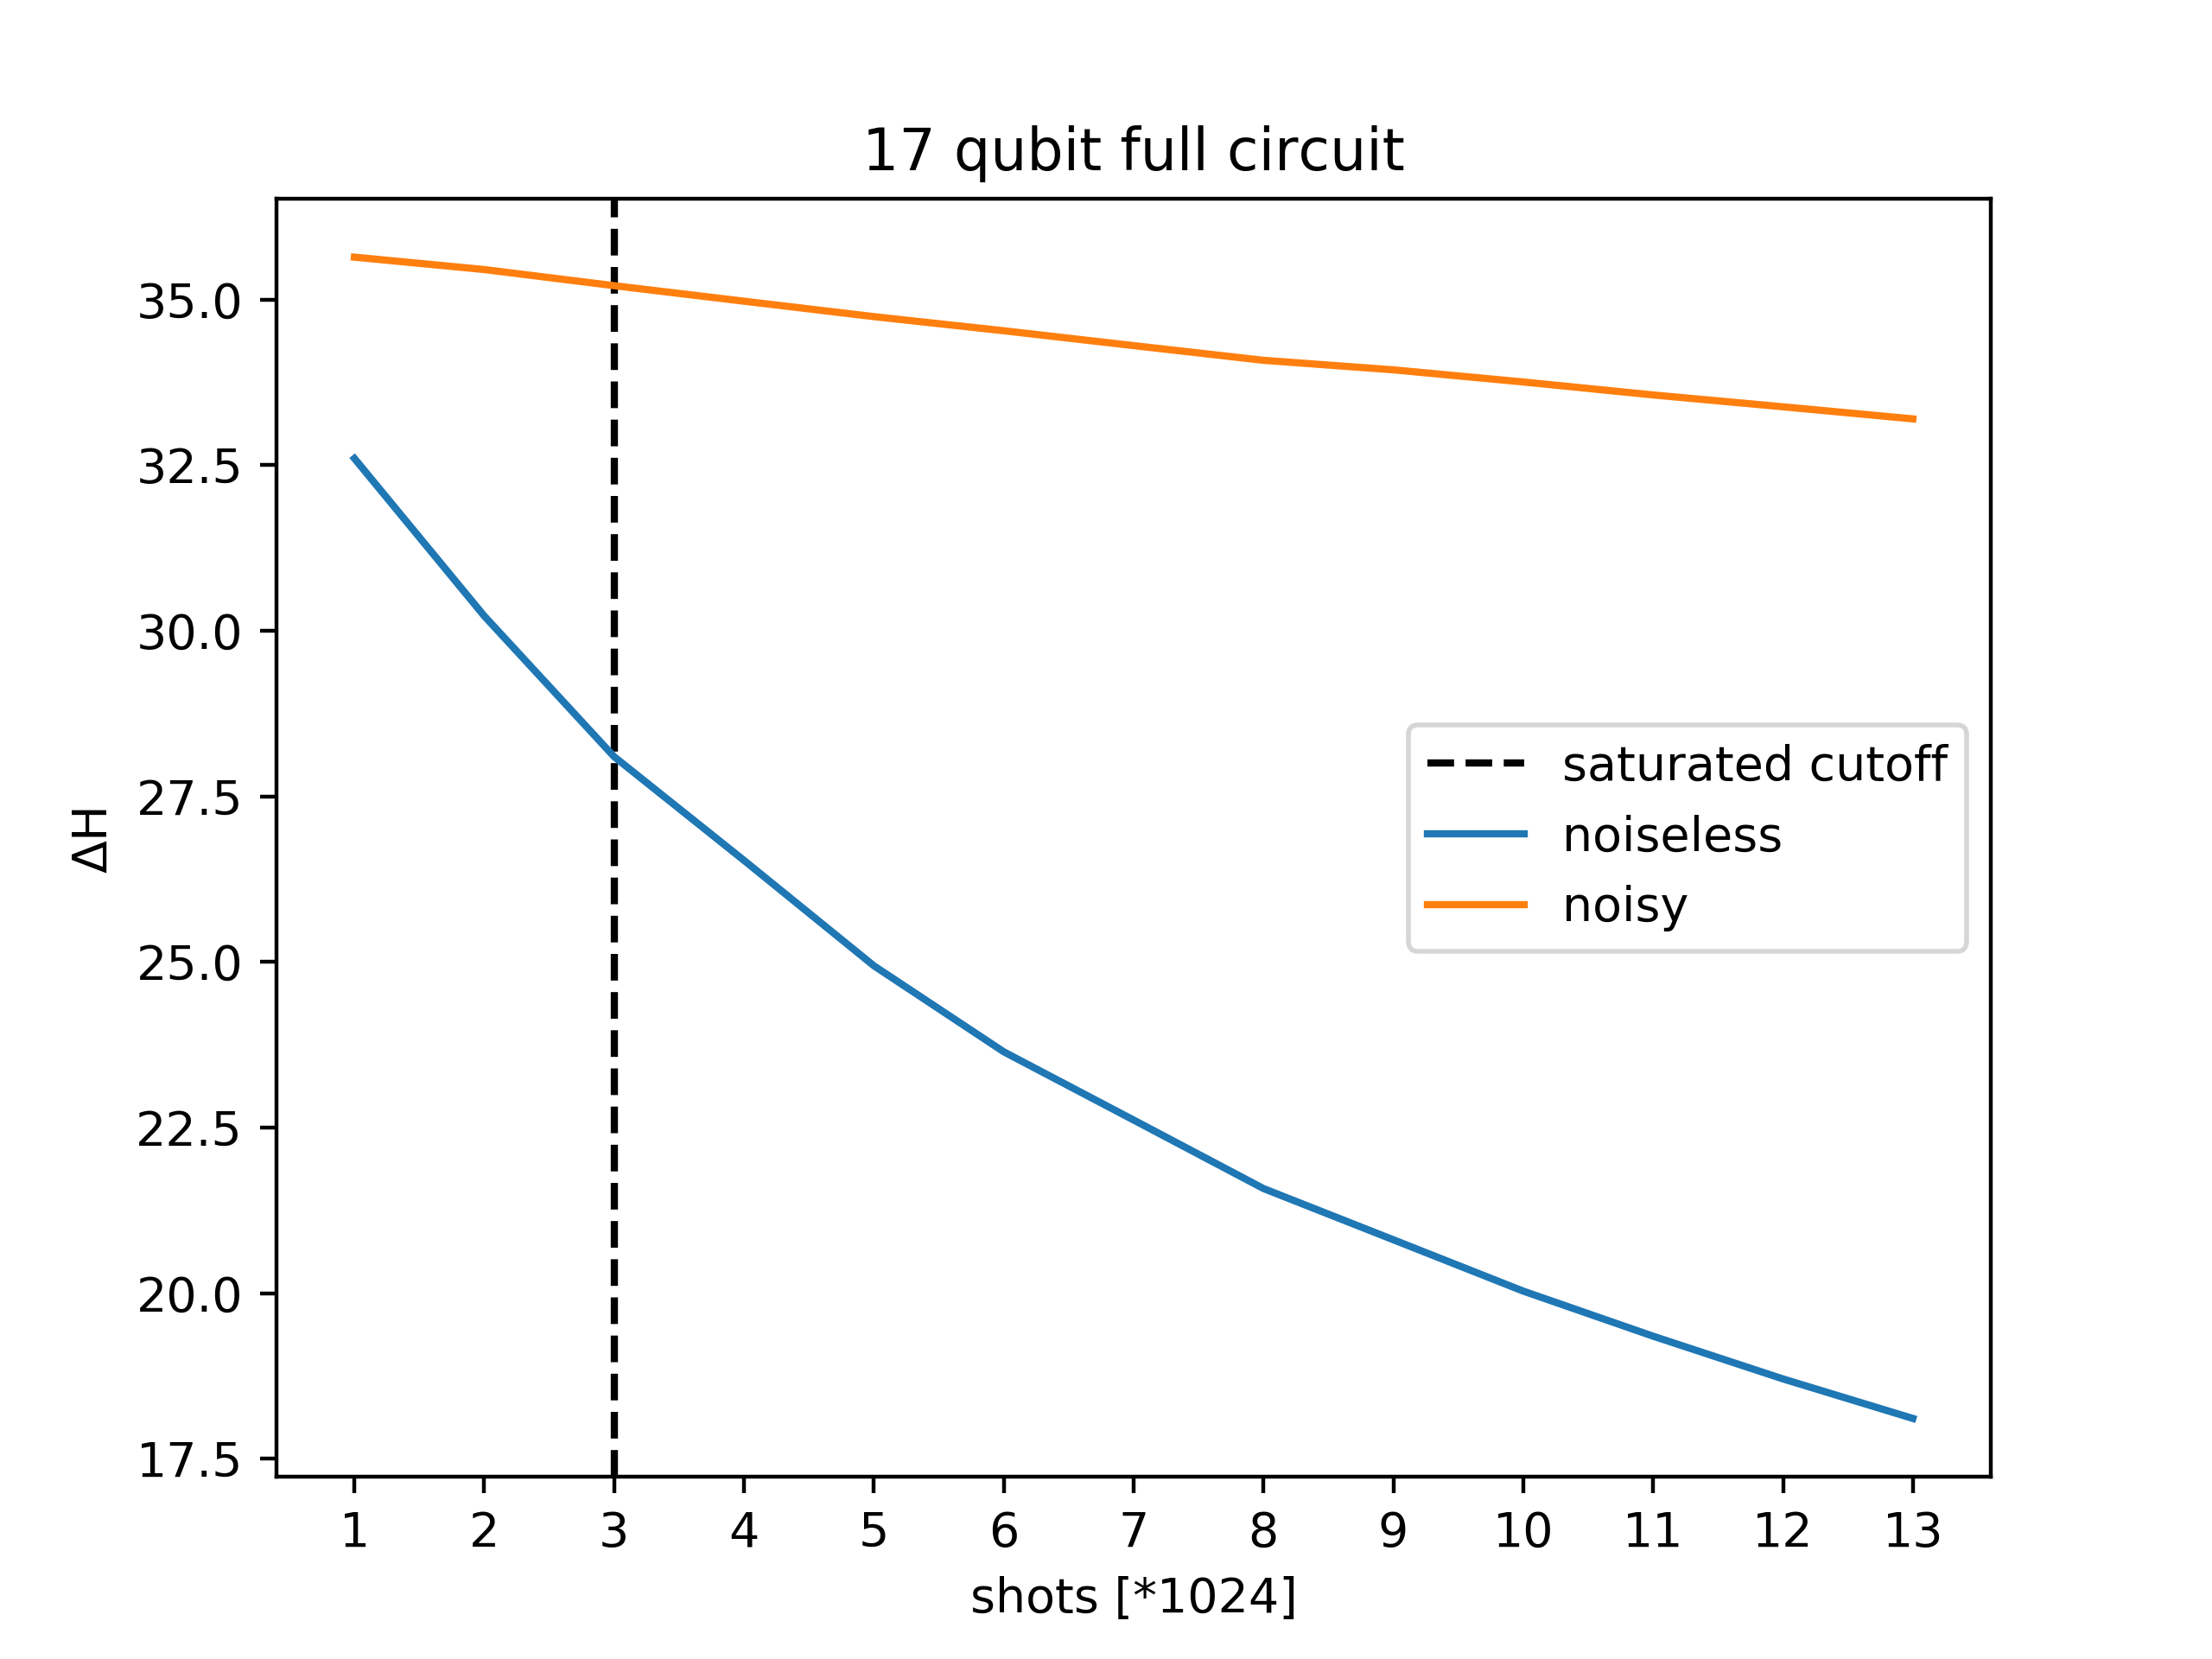 17 qubit full circuit
35.0
32.5
30.0
27.5
25.0
22.5
20.0
17.5
ΔH
saturated cutoff
noiseless
noisy
1 2 3 4 5 6 7 8 9 10 11 12 13
shots [*1024]